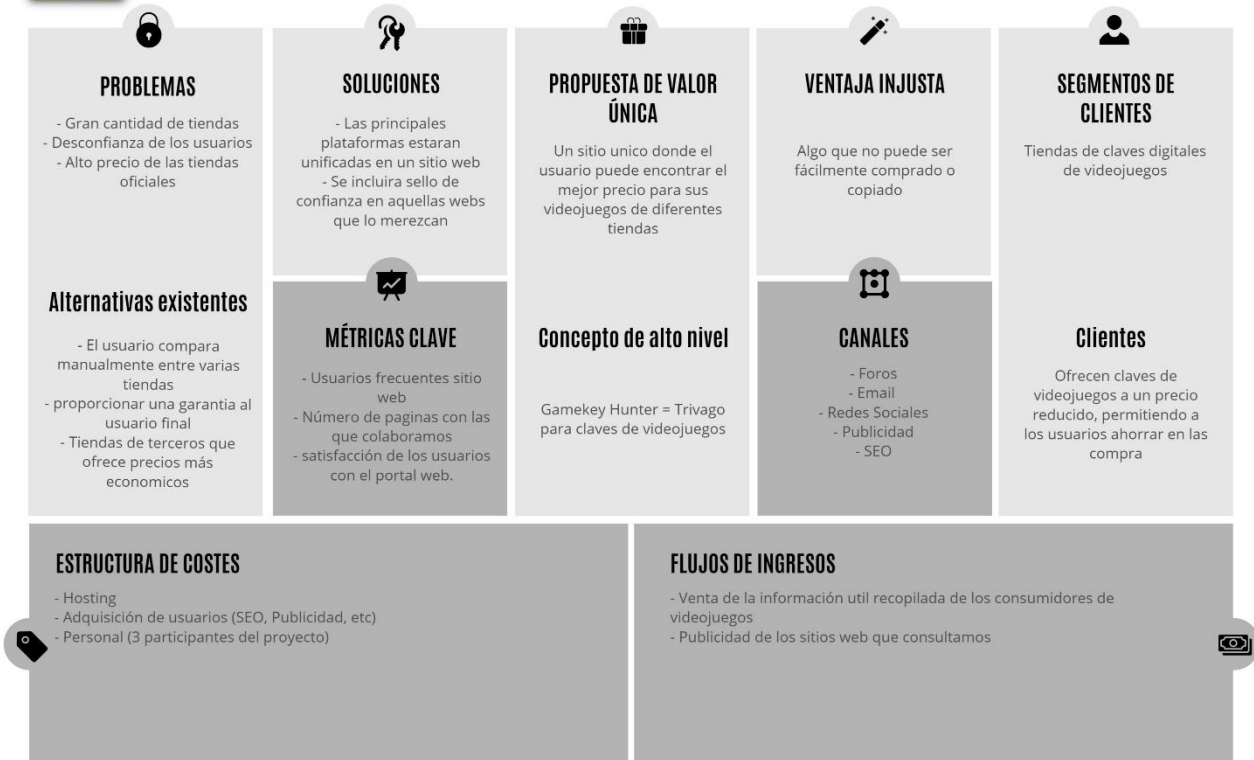 PROBLEMAS
- Gran cantidad de tiendas
- Desconfianza de los usuarios
- Alto precio de las tiendas
oficiales
Alternativas existentes
- El usuario compara
manualmente entre varias
tiendas
- proporcionar una garantia al
usuario final
- Tiendas de terceros que
ofrece precios más
economicos
SOLUCIONES
- Las principales
plataformas estaran
unificadas en un sitio web
- Se incluira sello de
confianza en aquellas webs
que lo merezcan
MÉTRICAS CLAVE
- Usuarios frecuentes sitio
web
- Número de paginas con las
que colaboramos
- satisfacción de los usuarios
con el portal web.
PROPUESTA DE VALOR
ÚNICA
Un sitio unico donde el
usuario puede encontrar el
mejor precio para sus
videojuegos de diferentes
tiendas
Concepto de alto nivel
Gamekey Hunter = Trivago
para claves de videojuegos
VENTAJA INJUSTA
Algo que no puede ser
fácilmente comprado o
copiado
CANALES
- Foros
- Email
- Redes Sociales
- Publicidad
- SEO
SEGMENTOS DE
CLIENTES
Tiendas de claves digitales
de videojuegos
Clientes
Ofrecen claves de
videojuegos a un precio
reducido, permitiendo a
los usuarios ahorrar en las
compra
ESTRUCTURA DE COSTES
- Hosting
- Adquisición de usuarios (SEO, Publicidad, etc)
- Personal (3 participantes del proyecto)
FLUJOS DE INGRESOS
- Venta de la información util recopilada de los consumidores de
videojuegos
- Publicidad de los sitios web que consultamos